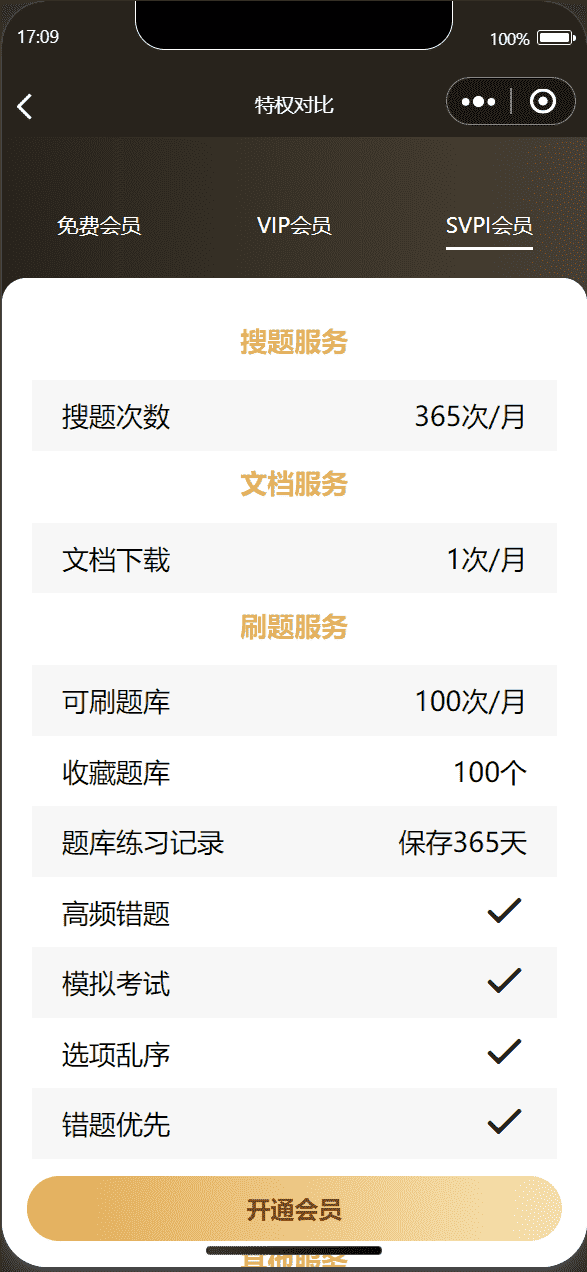 17:09
100%
特权对比
免费会员 VIP会员 SVPI会员
搜题服务
搜题次数 365次/月
文档服务
文档下载 1次/月
刷题服务
可刷题库 100次/月
收藏题库 100个
题库练习记录 保存365天
高频错题
模拟考试
选项乱序
错题优先
开通会员